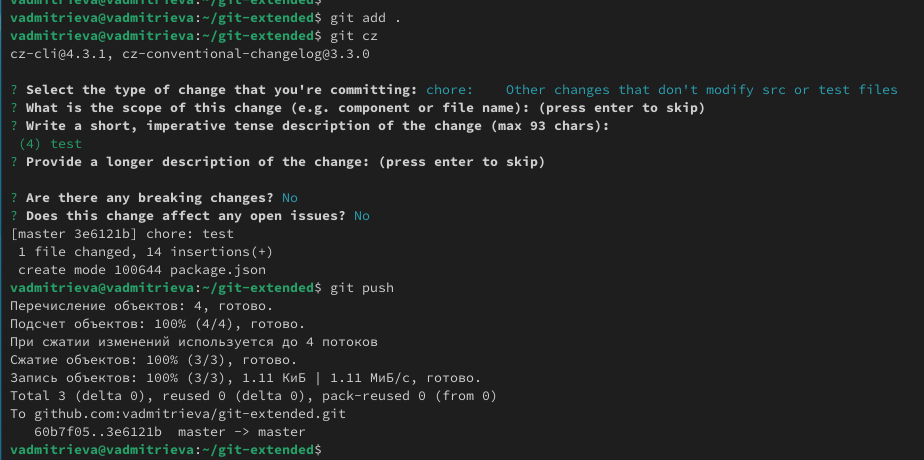 vadmitrieva@vadmitrieva:~/git-extended$ git add .
vadmitrieva@vadmitrieva:~/git-extended$ git cz
cz-cli@4.3.1, cz-conventional-changelog@3.3.0
? Select the type of change that you're committing: chore:    Other changes that don't modify src or test files
? What is the scope of this change (e.g. component or file name): (press enter to skip)
? Write a short, imperative tense description of the change (max 93 chars):
 (4) test
? Provide a longer description of the change: (press enter to skip)
? Are there any breaking changes? No
? Does this change affect any open issues? No
[master 3e6121b] chore: test
 1 file changed, 14 insertions(+)
 create mode 100644 package.json
vadmitrieva@vadmitrieva:~/git-extended$ git push
Перечисление объектов: 4, готово.
Подсчет объектов: 100% (4/4), готово.
При сжатии изменений используется до 4 потоков
Сжатие объектов: 100% (3/3), готово.
Запись объектов: 100% (3/3), 1.11 КиБ | 1.11 МиБ/с, готово.
Total 3 (delta 0), reused 0 (delta 0), pack-reused 0 (from 0)
To github.com:vadmitrieva/git-extended.git
   60b7f05..3e6121b  master -> master
vadmitrieva@vadmitrieva:~/git-extended$